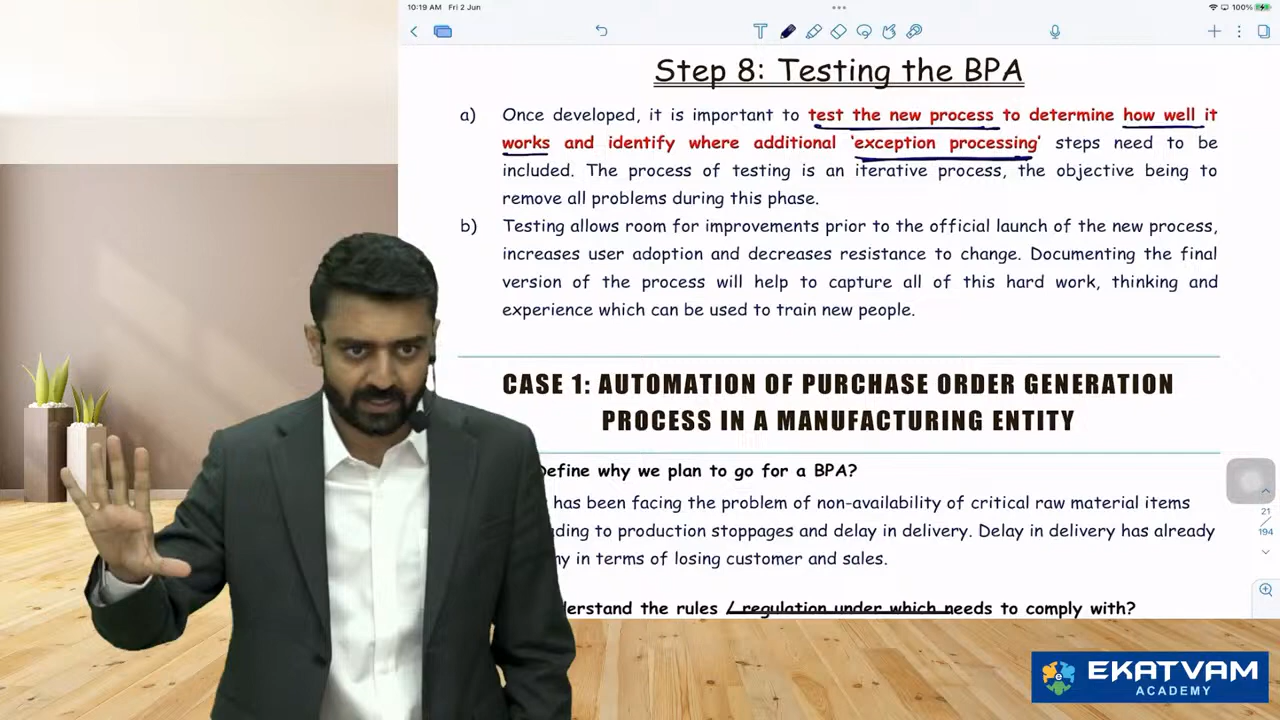 10:19 AM Fri 2 Jun
100%
Step 8: Testing the BPA
a) Once developed, it is important to test the new process to determine how well it
works and identify where additional 'exception processing' steps need to be
included. The process of testing is an iterative process, the objective being to
remove all problems during this phase.
b) Testing allows room for improvements prior to the official launch of the new process,
increases user adoption and decreases resistance to change. Documenting the final
version of the process will help to capture all of this hard work, thinking and
experience which can be used to train new people.
CASE 1: AUTOMATION OF PURCHASE ORDER GENERATION
PROCESS IN A MANUFACTURING ENTITY
efine why we plan to go for a BPA?
has been facing the problem of non-availability of critical raw material items
ding to production stoppages and delay in delivery. Delay in delivery has already
ny in terms of losing customer and sales.
derstand the rules / regulation under which needs to comply with?
21
/
194
EKATVAM
ACADEMY